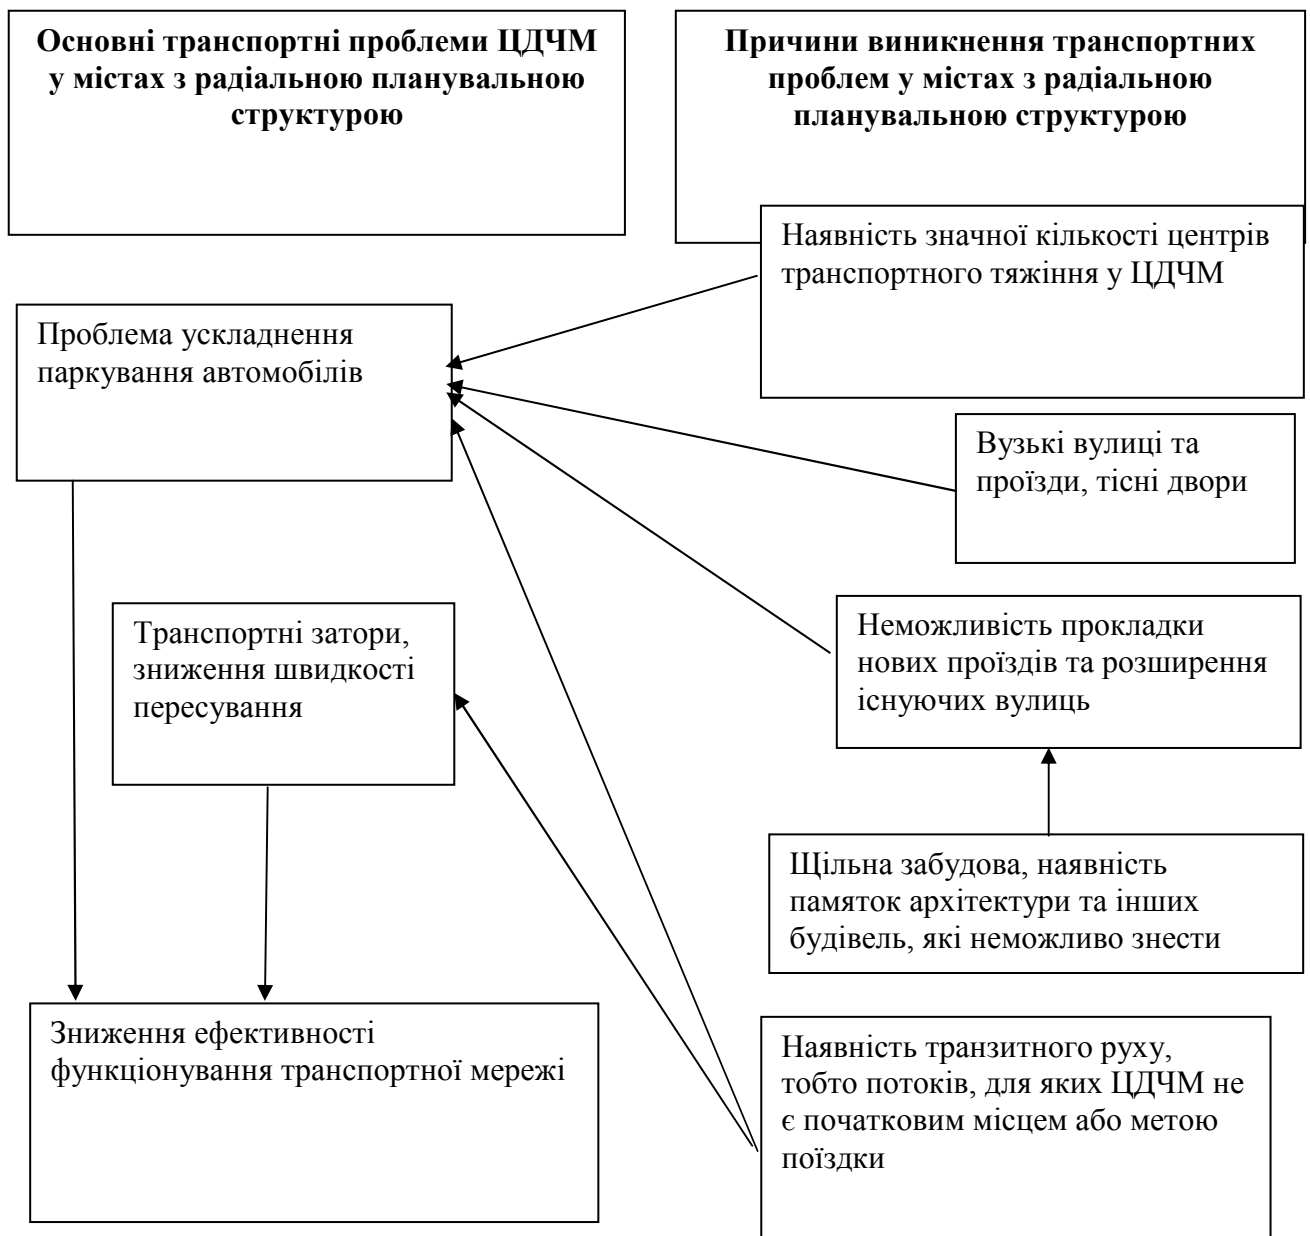 Основні транспортні проблеми ЦДЧМ
у містах з радіальною планувальною
структурою
Причини виникнення транспортних
проблем у містах з радіальною
планувальною структурою
Наявність значної кількості центрів
транспортного тяжіння у ЦДЧМ
Проблема ускладнення
паркування автомобілів
Вузькі вулиці та
проїзди, тісні двори
Транспортні затори,
зниження швидкості
пересування
Неможливість прокладки
нових проїздів та розширення
існуючих вулиць
Щільна забудова, наявність
памяток архітектури та інших
будівель, які неможливо знести
Зниження ефективності
функціонування транспортної мережі
Наявність транзитного руху,
тобто потоків, для яких ЦДЧМ не
є початковим місцем або метою
поїздки